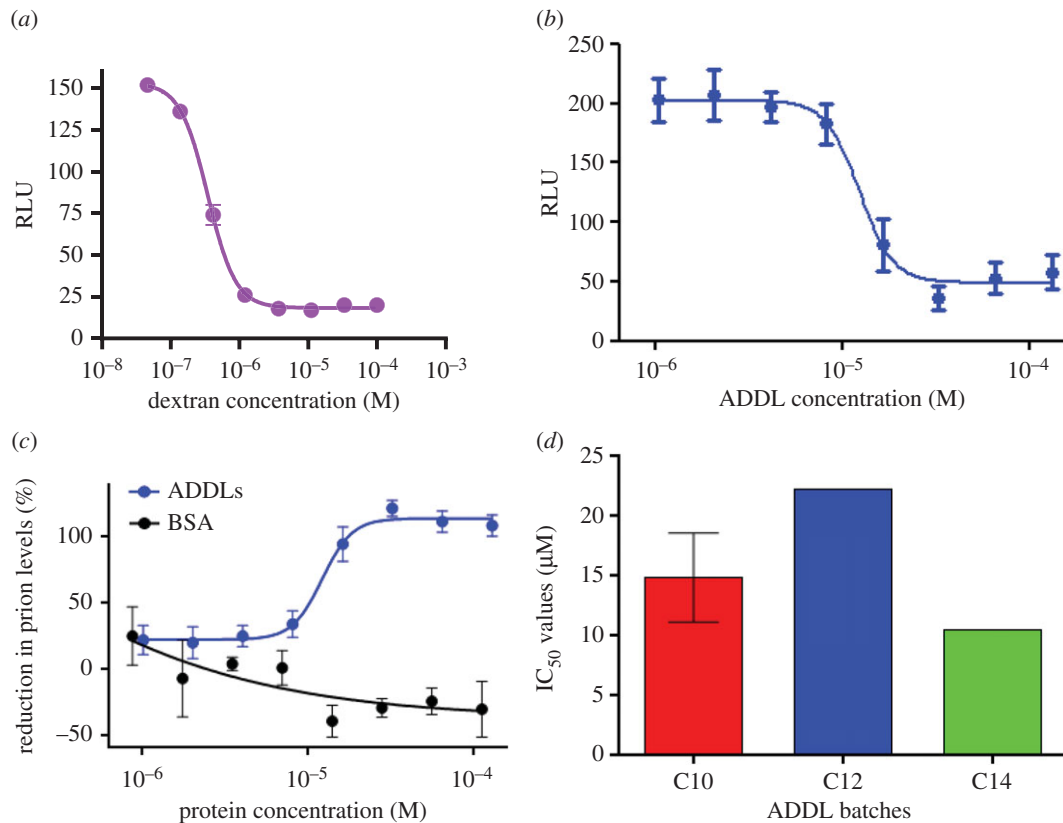 (a)
RLU
150
125
100
75
50
25
0
10⁻⁸ 10⁻⁷ 10⁻⁶ 10⁻⁵ 10⁻⁴ 10⁻³
dextran concentration (M)
(b)
RLU
250
200
150
100
50
0
10⁻⁶ 10⁻⁵ 10⁻⁴
ADDL concentration (M)
(c)
reduction in prion levels (%)
ADDLs
BSA
100
50
0
–50
10⁻⁶ 10⁻⁵ 10⁻⁴
protein concentration (M)
(d)
IC₅₀ values (µM)
25
20
15
10
5
0
C10 C12 C14
ADDL batches